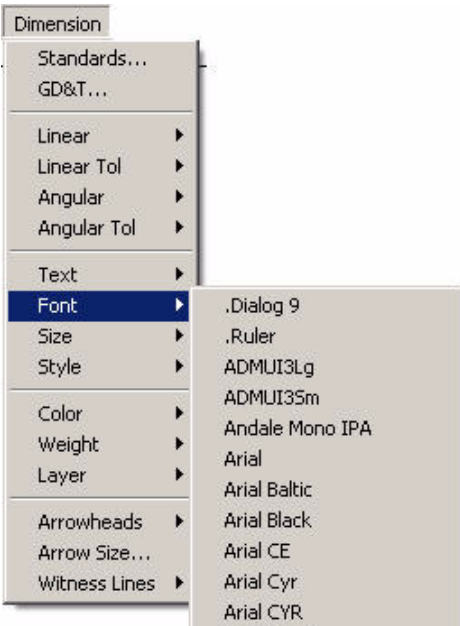 Dimension
Standards...
GD&T...
Linear
Linear Tol
Angular
Angular Tol
Text
Font
Size
Style
Color
Weight
Layer
Arrowheads
Arrow Size...
Witness Lines
.Dialog 9
.Ruler
ADMUI3Lg
ADMUI3Sm
Andale Mono IPA
Arial
Arial Baltic
Arial Black
Arial CE
Arial Cyr
Arial CYR